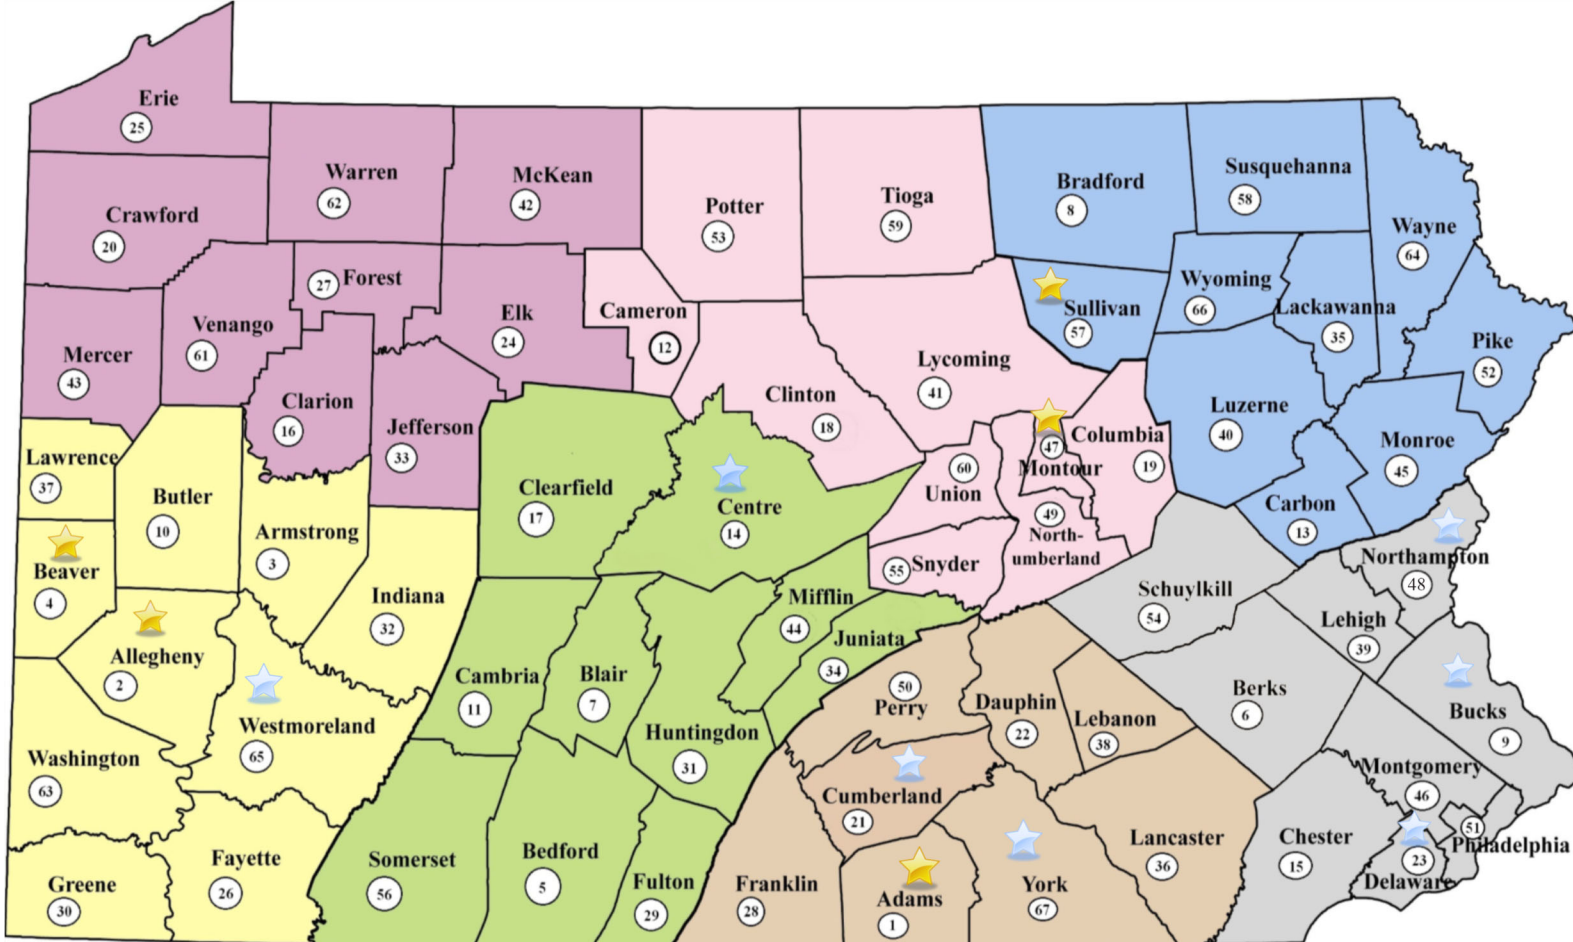 Erie
25
Warren
62
McKean
42
Crawford
20
Potter
53
Tioga
59
Bradford
8
Susquehanna
58
Wayne
64
Forest
27
Venango
61
Elk
24
Cameron
12
Sullivan
57
Wyoming
66
Lackawanna
35
Pike
52
Mercer
43
Clarion
16
Jefferson
33
Clinton
18
Lycoming
41
Columbia
19
Luzerne
40
Monroe
45
Lawrence
37
Butler
10
Armstrong
3
Clearfield
17
Centre
14
60
Union
47
Montour
49
North-
umberland
Carbon
13
Northampton
48
Beaver
4
Indiana
32
55
Snyder
Schuylkill
54
Lehigh
39
Allegheny
2
Mifflin
44
Juniata
34
Westmoreland
65
Cambria
11
Blair
7
Huntingdon
31
50
Perry
Dauphin
22
Lebanon
38
Berks
6
Bucks
9
Washington
63
Cumberland
21
Montgomery
46
Greene
30
Fayette
26
Somerset
56
Bedford
5
Fulton
29
Franklin
28
Adams
1
York
67
Lancaster
36
Chester
15
51
Philadelphia
23
Delaware